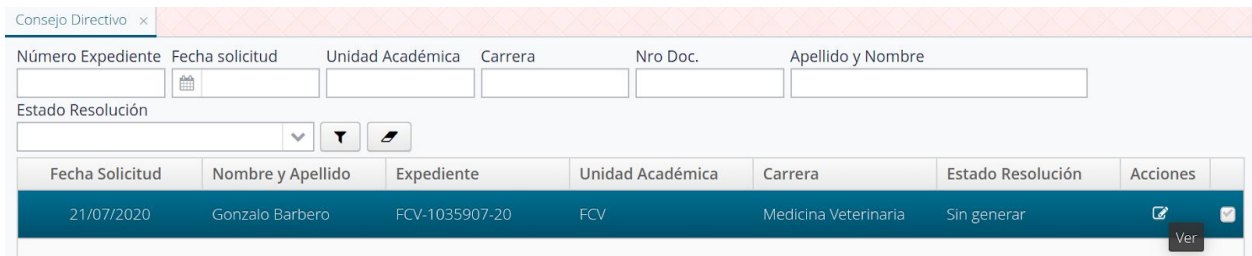 Consejo Directivo ×
Número Expediente Fecha solicitud Unidad Académica Carrera Nro Doc. Apellido y Nombre
Estado Resolución
Fecha Solicitud Nombre y Apellido Expediente Unidad Académica Carrera Estado Resolución Acciones
21/07/2020 Gonzalo Barbero FCV-1035907-20 FCV Medicina Veterinaria Sin generar
Ver